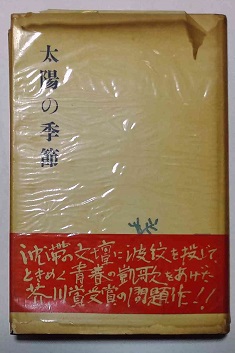 太陽の季節
沈滞の文壇に波紋を投じ、
ときめく青春の凱歌をあげた
芥川賞受賞の問題作!!